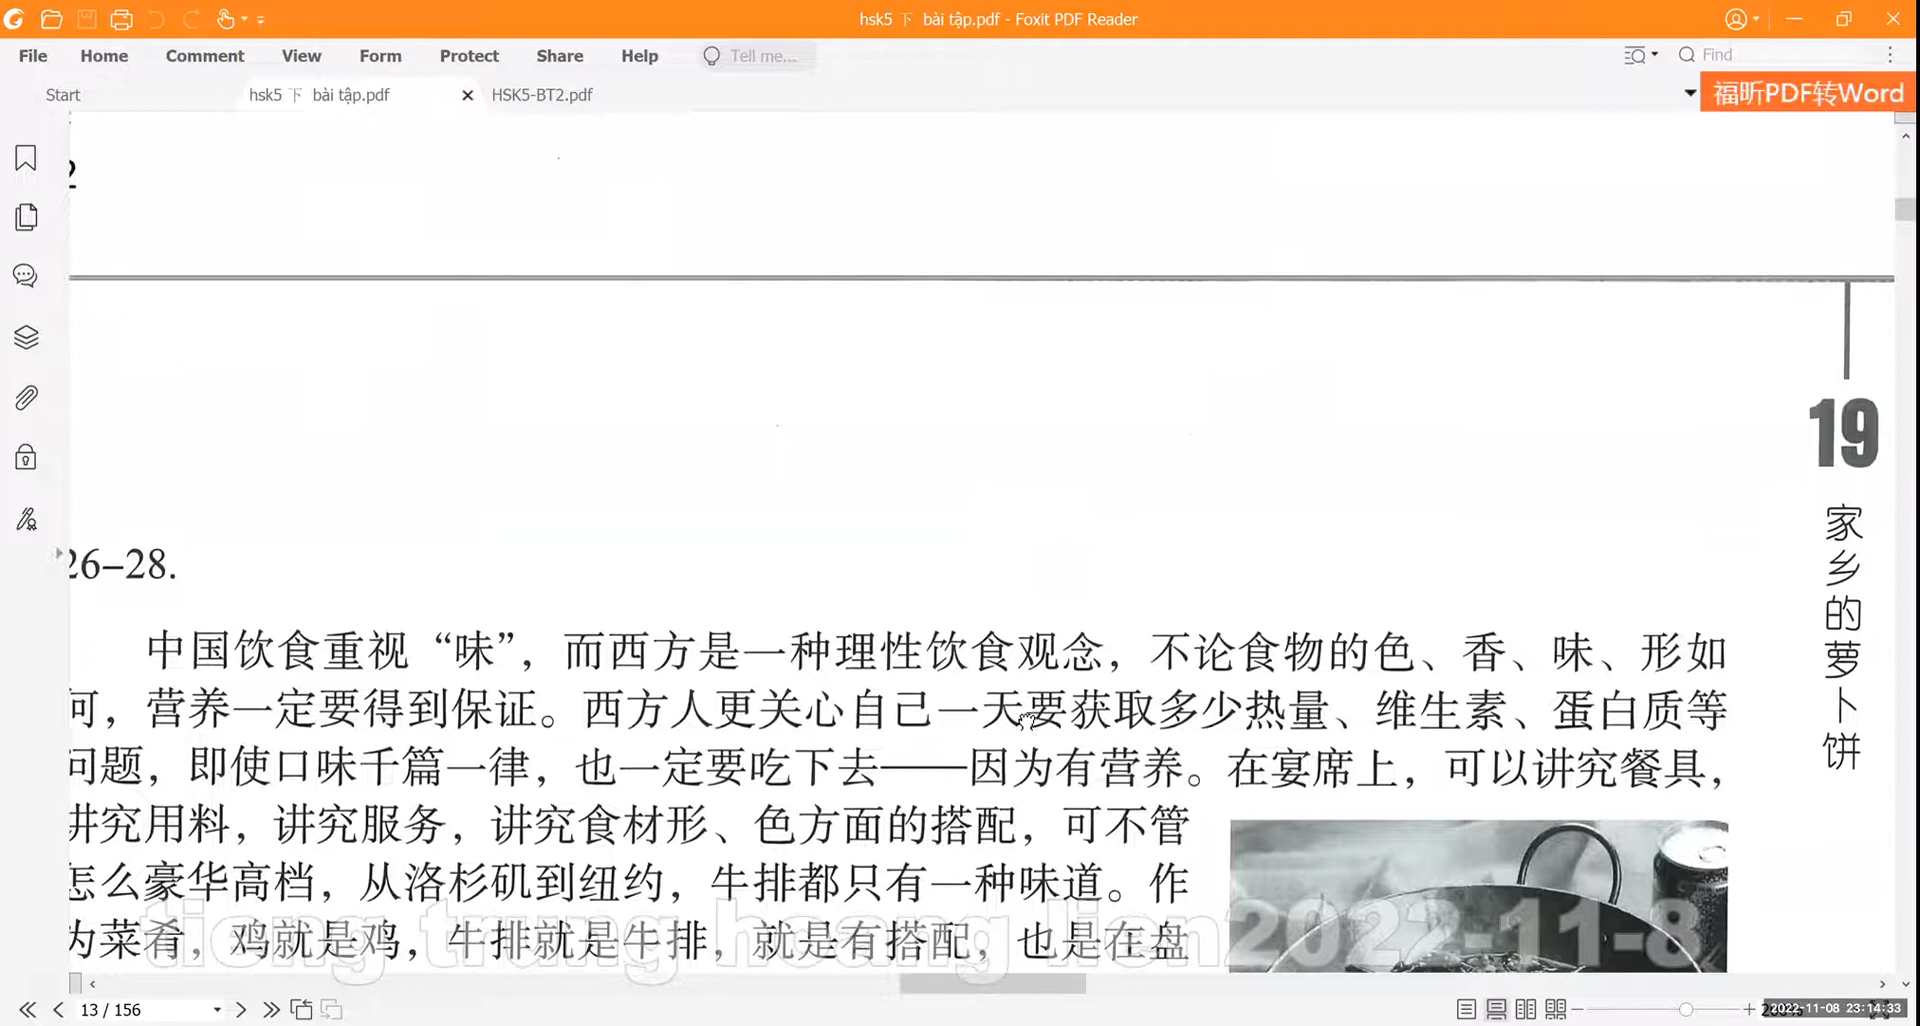 hsk5 下 bài tập.pdf - Foxit PDF Reader
File Home Comment View Form Protect Share Help Tell me... Find
Start hsk5 下 bài tập.pdf HSK5-BT2.pdf 福昕PDF转Word
2
19
家乡的萝卜饼
26–28.
中国饮食重视“味”，而西方是一种理性饮食观念，不论食物的色、香、味、形如
何，营养一定要得到保证。西方人更关心自己一天要获取多少热量、维生素、蛋白质等
问题，即使口味千篇一律，也一定要吃下去——因为有营养。在宴席上，可以讲究餐具，
讲究用料，讲究服务，讲究食材形、色方面的搭配，可不管
怎么豪华高档，从洛杉矶到纽约，牛排都只有一种味道。作
为菜肴，鸡就是鸡，牛排就是牛排，就是有搭配，也是在盘
tieng trung hoang lien2022-11-8
13 / 156
2022-11-08 23:14:33